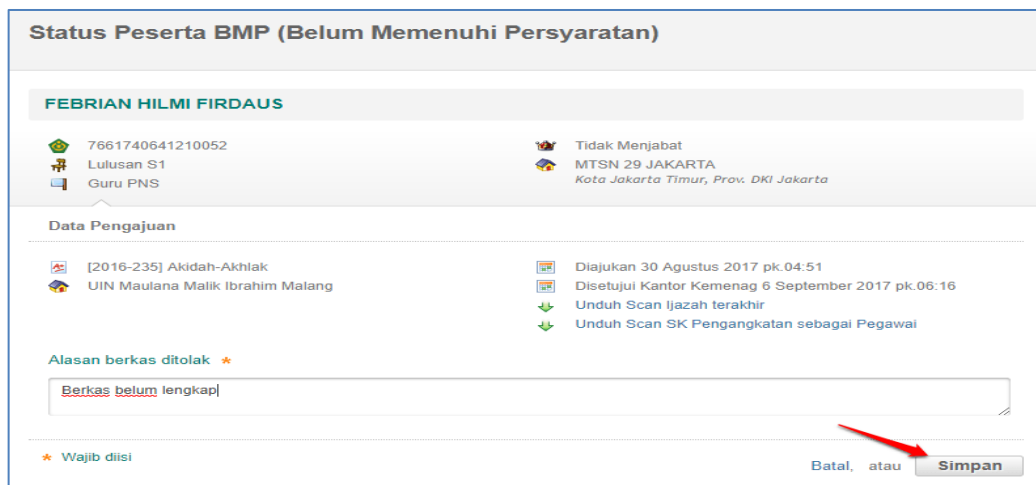 Status Peserta BMP (Belum Memenuhi Persyaratan)
FEBRIAN HILMI FIRDAUS
7661740641210052
Lulusan S1
Guru PNS
Tidak Menjabat
MTSN 29 JAKARTA
Kota Jakarta Timur, Prov. DKI Jakarta
Data Pengajuan
[2016-235] Akidah-Akhlak
UIN Maulana Malik Ibrahim Malang
Diajukan 30 Agustus 2017 pk.04:51
Disetujui Kantor Kemenag 6 September 2017 pk.06:16
Unduh Scan Ijazah terakhir
Unduh Scan SK Pengangkatan sebagai Pegawai
Alasan berkas ditolak *
Berkas belum lengkap
* Wajib diisi
Batal, atau Simpan